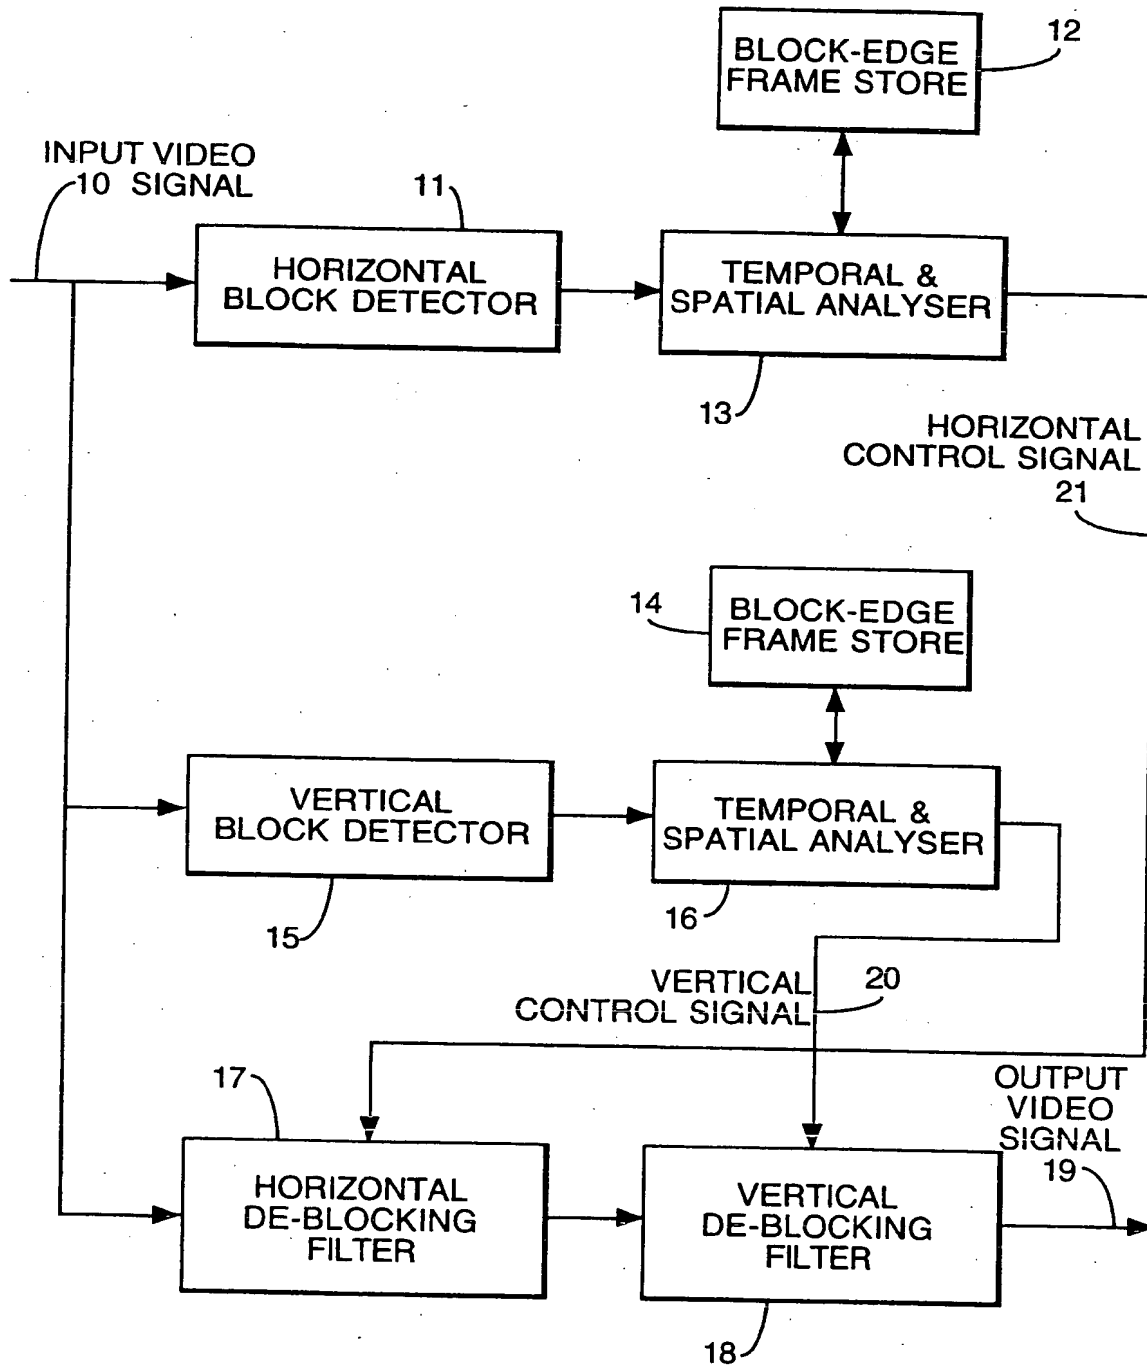 BLOCK-EDGE
FRAME STORE
12
INPUT VIDEO
10 SIGNAL
11
HORIZONTAL
BLOCK DETECTOR
TEMPORAL &
SPATIAL ANALYSER
13
HORIZONTAL
CONTROL SIGNAL
21
14
BLOCK-EDGE
FRAME STORE
VERTICAL
BLOCK DETECTOR
TEMPORAL &
SPATIAL ANALYSER
15
16
VERTICAL
CONTROL SIGNAL
20
17
OUTPUT
VIDEO
SIGNAL
19
HORIZONTAL
DE-BLOCKING
FILTER
VERTICAL
DE-BLOCKING
FILTER
18